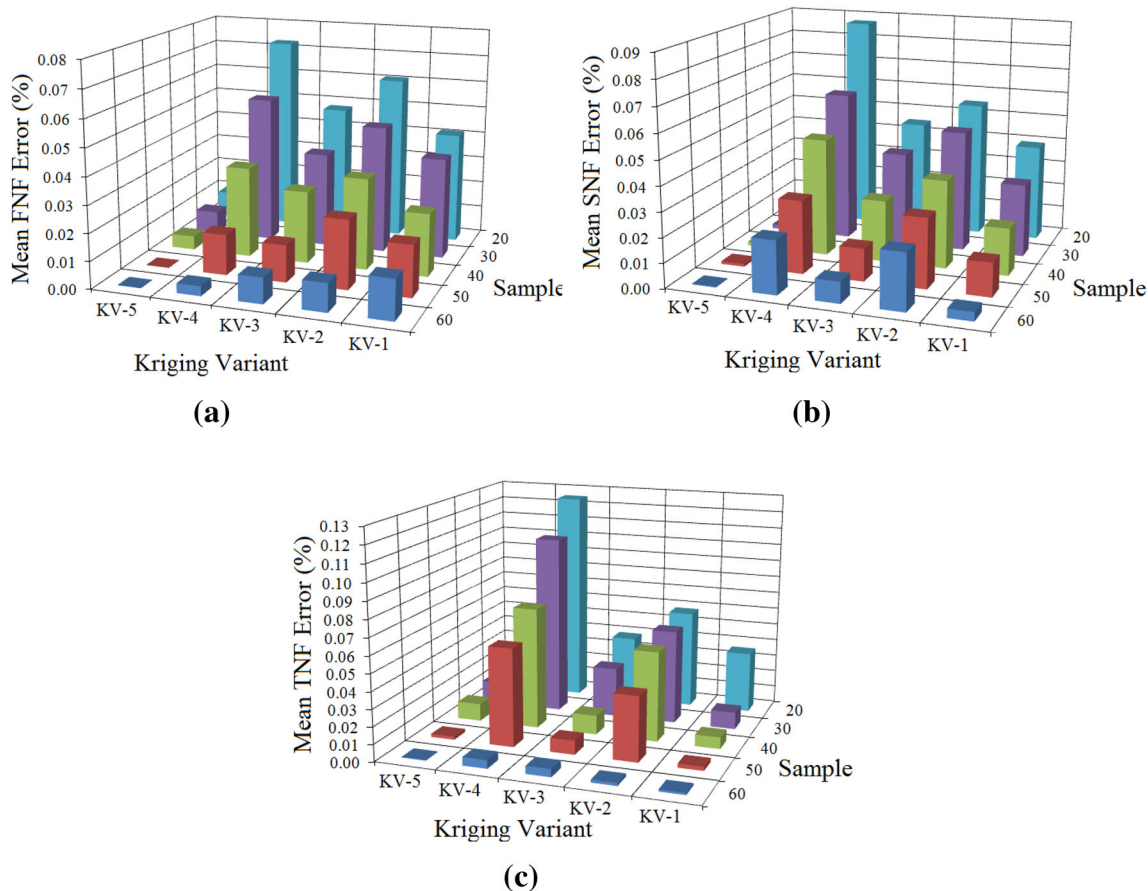 Mean FNF Error (%)
0.08
0.07
0.06
0.05
0.04
0.03
0.02
0.01
0.00
KV-5
KV-4
KV-3
KV-2
KV-1
Kriging Variant
20
30
40
50
60
Sample
(a)
Mean SNF Error (%)
0.09
0.08
0.07
0.06
0.05
0.04
0.03
0.02
0.01
0.00
KV-5
KV-4
KV-3
KV-2
KV-1
Kriging Variant
20
30
40
50
60
Sample
(b)
Mean TNF Error (%)
0.13
0.12
0.11
0.10
0.09
0.08
0.07
0.06
0.05
0.04
0.03
0.02
0.01
0.00
KV-5
KV-4
KV-3
KV-2
KV-1
Kriging Variant
20
30
40
50
60
Sample
(c)